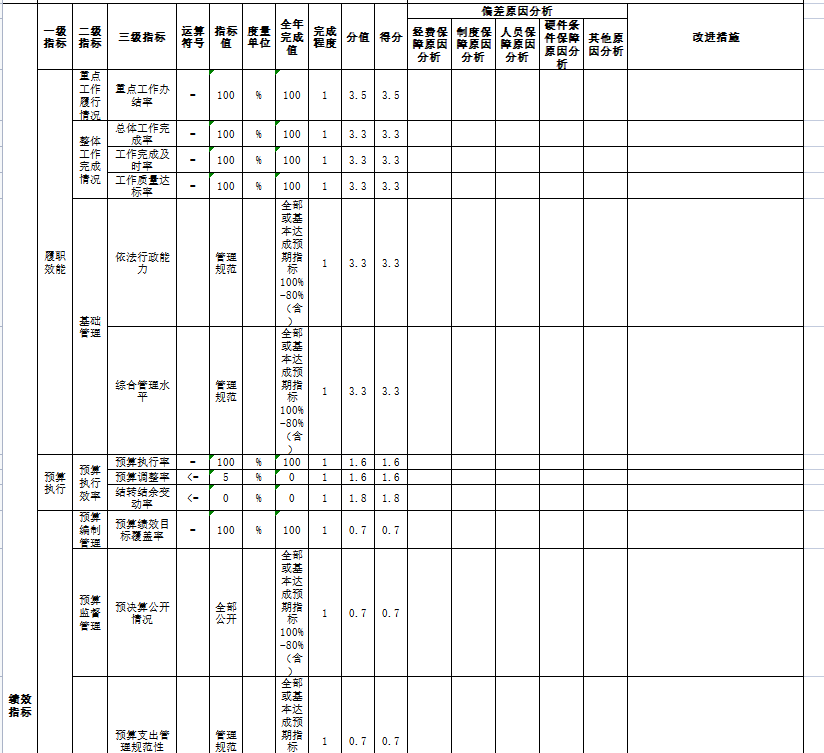 偏差原因分析
一级指标 二级指标 三级指标 运算符号 指标值 度量单位 全年完成值 完成程度 分值 得分 经费保障原因分析 制度保障原因分析 人员保障原因分析 硬件条件保障原因分析 其他原因分析 改进措施
绩效指标
履职效能
重点工作履行情况 重点工作办结率 = 100 % 100 1 3.5 3.5
整体工作完成情况 总体工作完成率 = 100 % 100 1 3.3 3.3
工作完成及时率 = 100 % 100 1 3.3 3.3
工作质量达标率 = 100 % 100 1 3.3 3.3
基础管理 依法行政能力 管理规范 全部或基本达成预期指标100%-80%（含） 1 3.3 3.3
综合管理水平 管理规范 全部或基本达成预期指标100%-80%（含） 1 3.3 3.3
预算执行 预算执行效率 预算执行率 = 100 % 100 1 1.6 1.6
预算调整率 <= 5 % 0 1 1.6 1.6
结转结余变动率 <= 0 % 0 1 1.8 1.8
预算编制管理 预算绩效目标覆盖率 = 100 % 100 1 0.7 0.7
预算监督管理 预决算公开情况 全部公开 全部或基本达成预期指标100%-80%（含） 1 0.7 0.7
预算支出管理规范性 管理规范 全部或基本达成预期指标 1 0.7 0.7